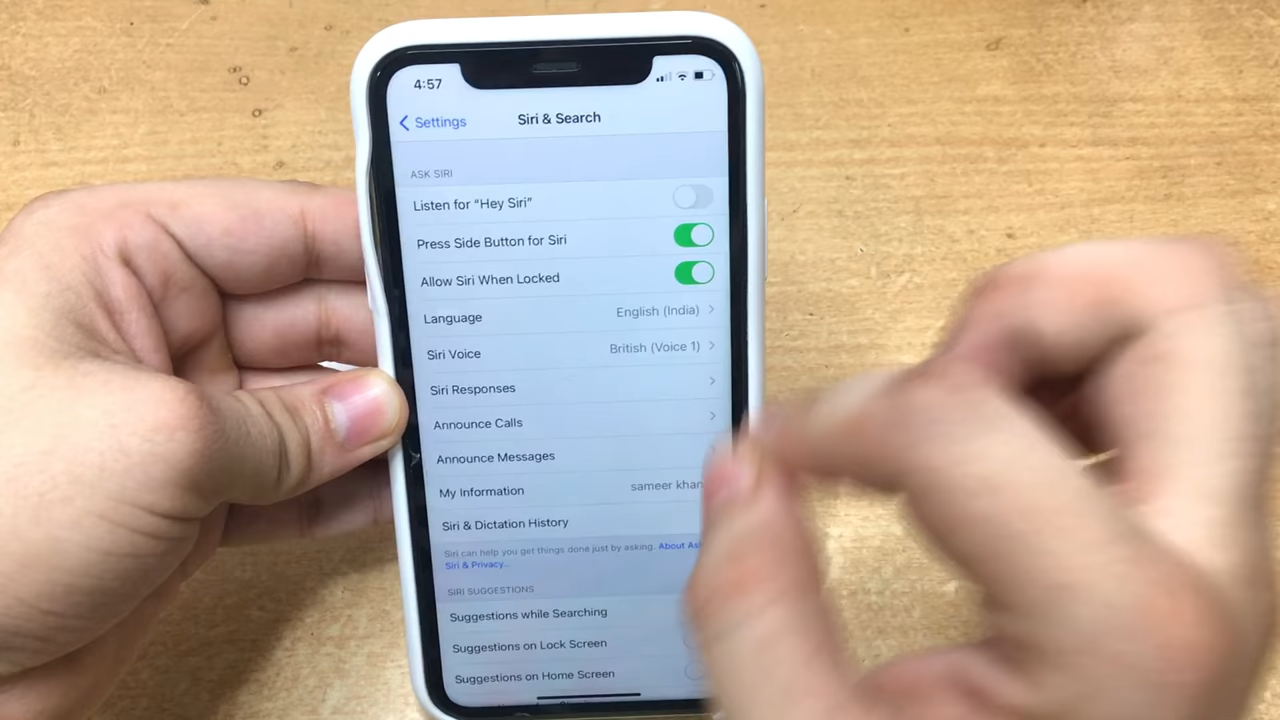 4:57
Settings
Siri & Search
ASK SIRI
Listen for “Hey Siri”
Press Side Button for Siri
Allow Siri When Locked
Language English (India)
Siri Voice British (Voice 1)
Siri Responses
Announce Calls
Announce Messages
My Information sameer khan
Siri & Dictation History
Siri can help you get things done just by asking. About
Siri & Privacy...
SIRI SUGGESTIONS
Suggestions while Searching
Suggestions on Lock Screen
Suggestions on Home Screen